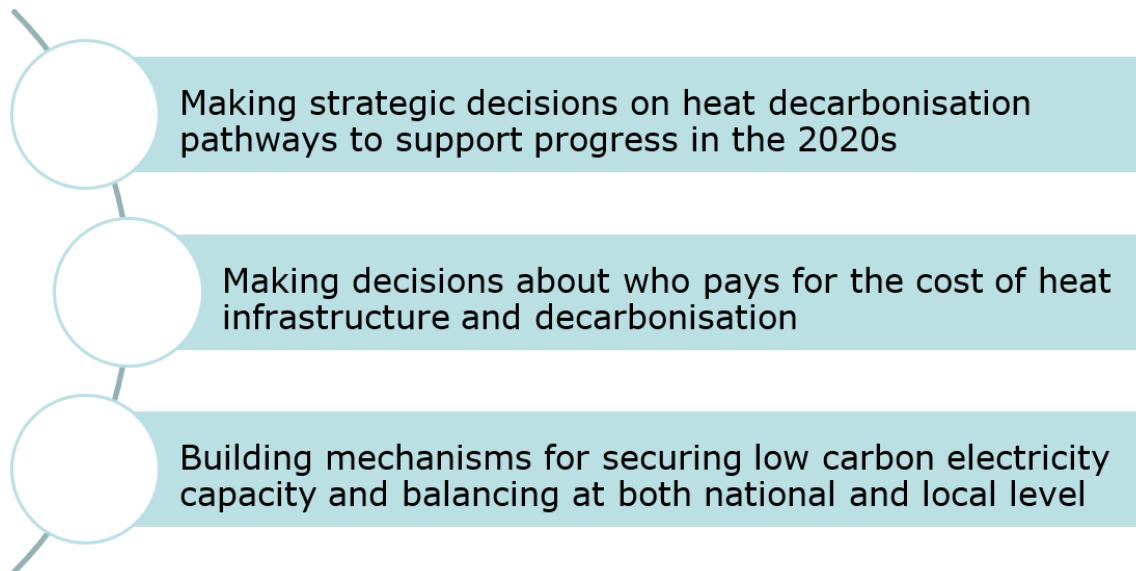 Making strategic decisions on heat decarbonisation
pathways to support progress in the 2020s
Making decisions about who pays for the cost of heat
infrastructure and decarbonisation
Building mechanisms for securing low carbon electricity
capacity and balancing at both national and local level